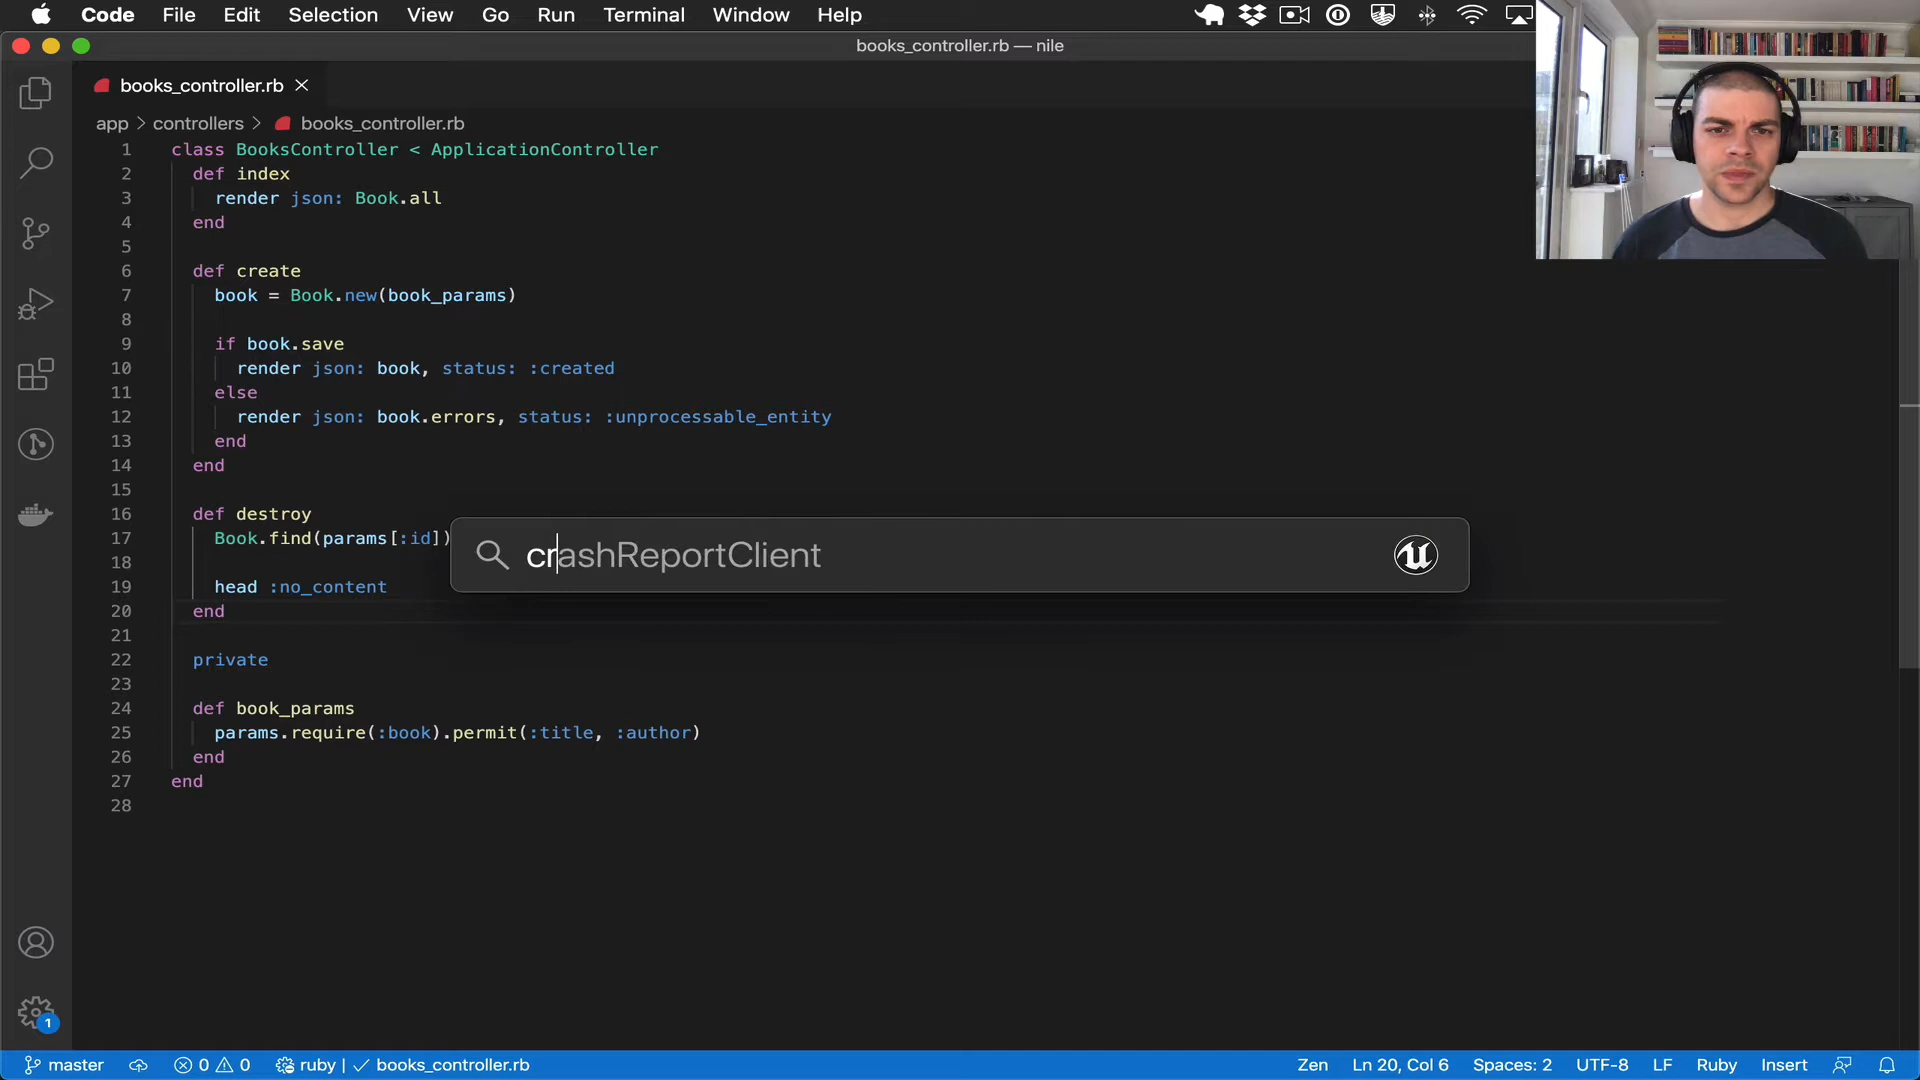 Code File Edit Selection View Go Run Terminal Window Help
books_controller.rb — nile
books_controller.rb
app > controllers > books_controller.rb
1 class BooksController < ApplicationController
2 def index
3 render json: Book.all
4 end
5
6 def create
7 book = Book.new(book_params)
8
9 if book.save
10 render json: book, status: :created
11 else
12 render json: book.errors, status: :unprocessable_entity
13 end
14 end
15
16 def destroy
17 Book.find(params[:id])
crashReportClient
18
19 head :no_content
20 end
21
22 private
23
24 def book_params
25 params.require(:book).permit(:title, :author)
26 end
27 end
28
1
master 0 0 ruby | ✓ books_controller.rb Zen Ln 20, Col 6 Spaces: 2 UTF-8 LF Ruby Insert